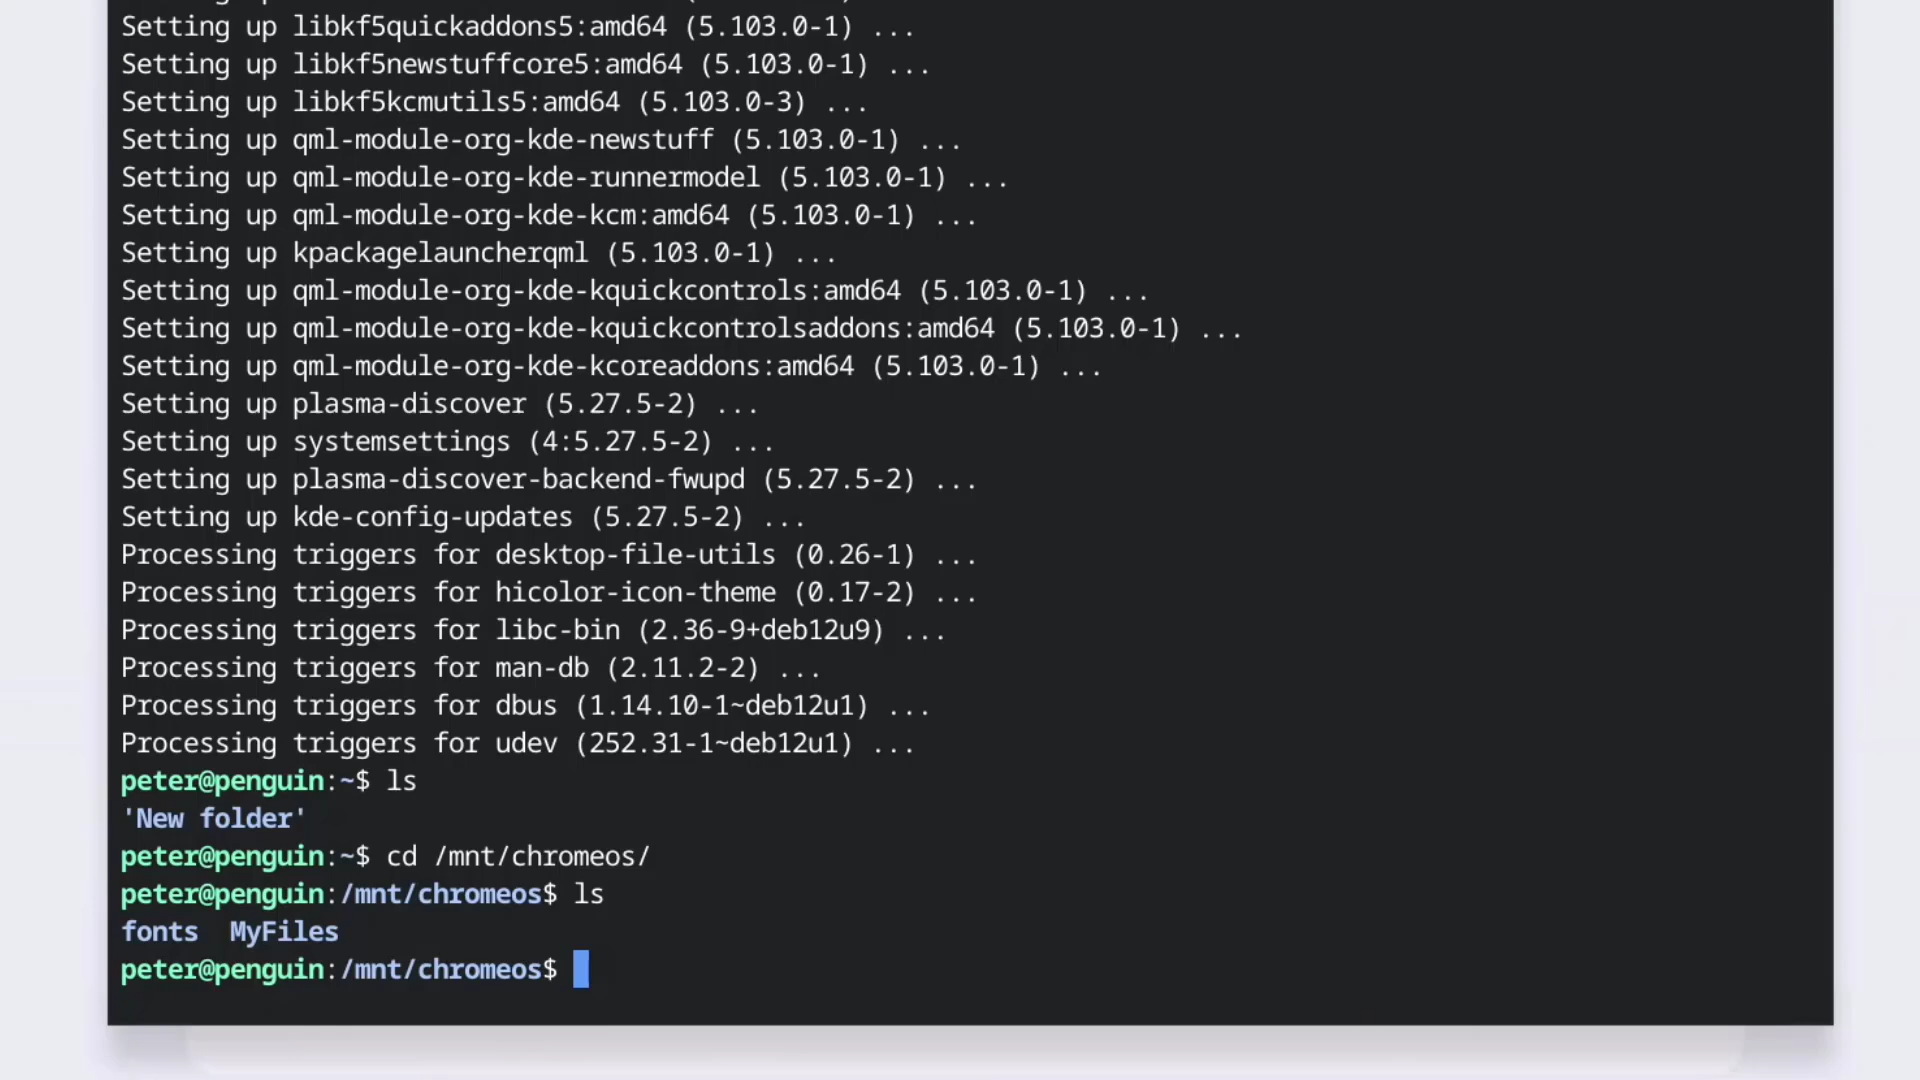 Setting up libkf5quickaddons5:amd64 (5.103.0-1) ...
Setting up libkf5newstuffcore5:amd64 (5.103.0-1) ...
Setting up libkf5kcmutils5:amd64 (5.103.0-3) ...
Setting up qml-module-org-kde-newstuff (5.103.0-1) ...
Setting up qml-module-org-kde-runnermodel (5.103.0-1) ...
Setting up qml-module-org-kde-kcm:amd64 (5.103.0-1) ...
Setting up kpackagelauncherqml (5.103.0-1) ...
Setting up qml-module-org-kde-kquickcontrols:amd64 (5.103.0-1) ...
Setting up qml-module-org-kde-kquickcontrolsaddons:amd64 (5.103.0-1) ...
Setting up qml-module-org-kde-kcoreaddons:amd64 (5.103.0-1) ...
Setting up plasma-discover (5.27.5-2) ...
Setting up systemsettings (4:5.27.5-2) ...
Setting up plasma-discover-backend-fwupd (5.27.5-2) ...
Setting up kde-config-updates (5.27.5-2) ...
Processing triggers for desktop-file-utils (0.26-1) ...
Processing triggers for hicolor-icon-theme (0.17-2) ...
Processing triggers for libc-bin (2.36-9+deb12u9) ...
Processing triggers for man-db (2.11.2-2) ...
Processing triggers for dbus (1.14.10-1~deb12u1) ...
Processing triggers for udev (252.31-1~deb12u1) ...
peter@penguin:~$ ls
'New folder'
peter@penguin:~$ cd /mnt/chromeos/
peter@penguin:/mnt/chromeos$ ls
fonts  MyFiles
peter@penguin:/mnt/chromeos$